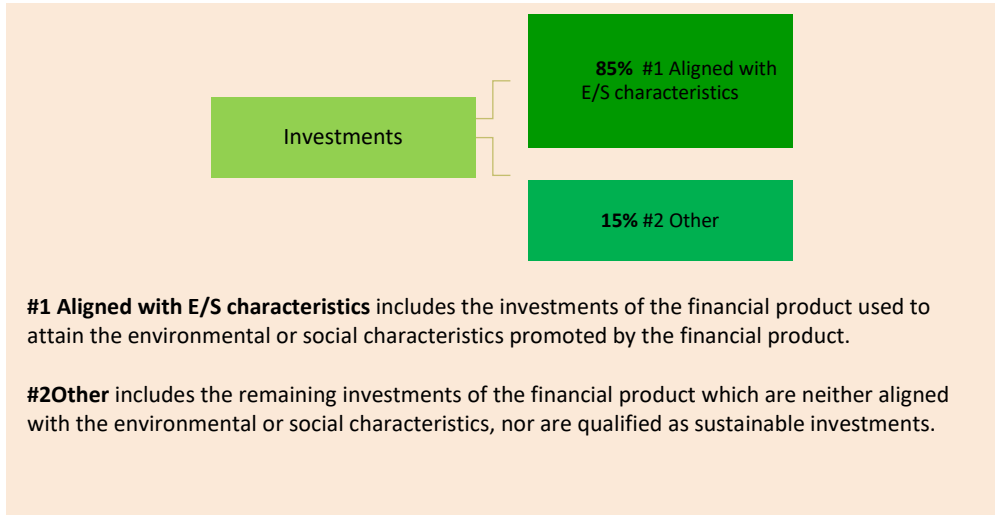 85% #1 Aligned with
E/S characteristics
Investments
15% #2 Other
#1 Aligned with E/S characteristics includes the investments of the financial product used to
attain the environmental or social characteristics promoted by the financial product.
#2Other includes the remaining investments of the financial product which are neither aligned
with the environmental or social characteristics, nor are qualified as sustainable investments.